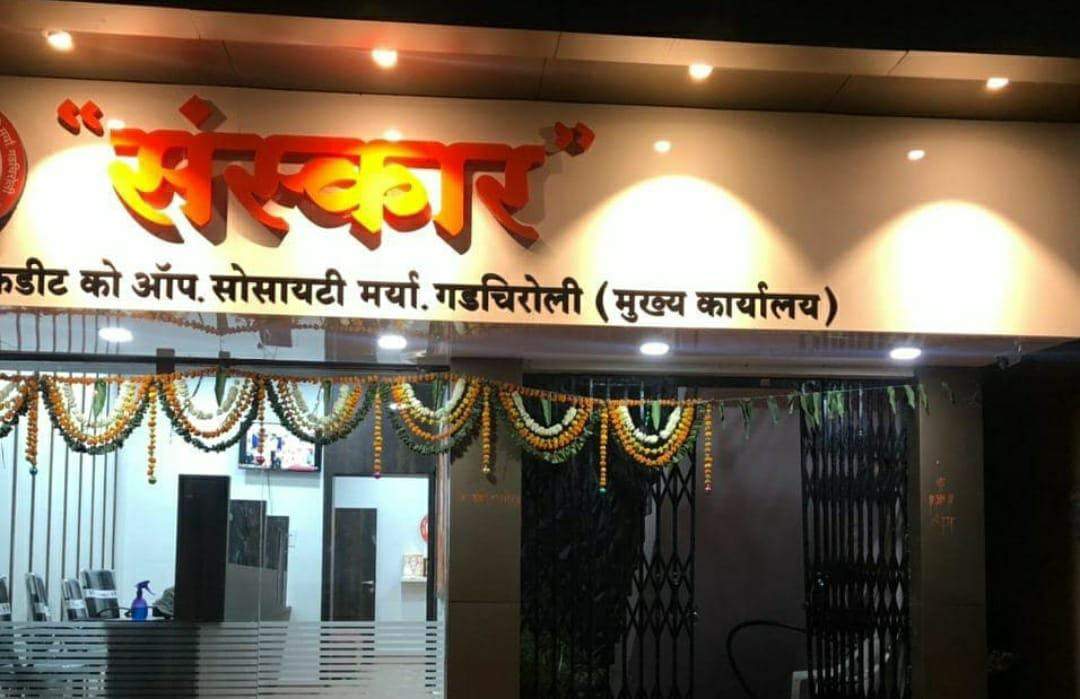 “संस्कार”
क्रेडीट को ऑप. सोसायटी मर्या. गडचिरोली (मुख्य कार्यालय)